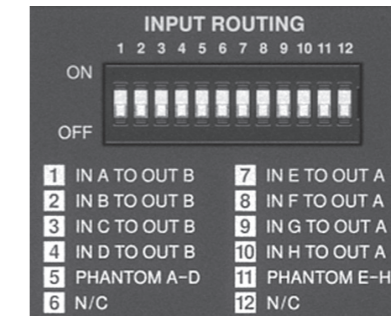 INPUT ROUTING
1 2 3 4 5 6 7 8 9 10 11 12
ON
OFF
1 IN A TO OUT B
2 IN B TO OUT B
3 IN C TO OUT B
4 IN D TO OUT B
5 PHANTOM A-D
6 N/C
7 IN E TO OUT A
8 IN F TO OUT A
9 IN G TO OUT A
10 IN H TO OUT A
11 PHANTOM E-H
12 N/C